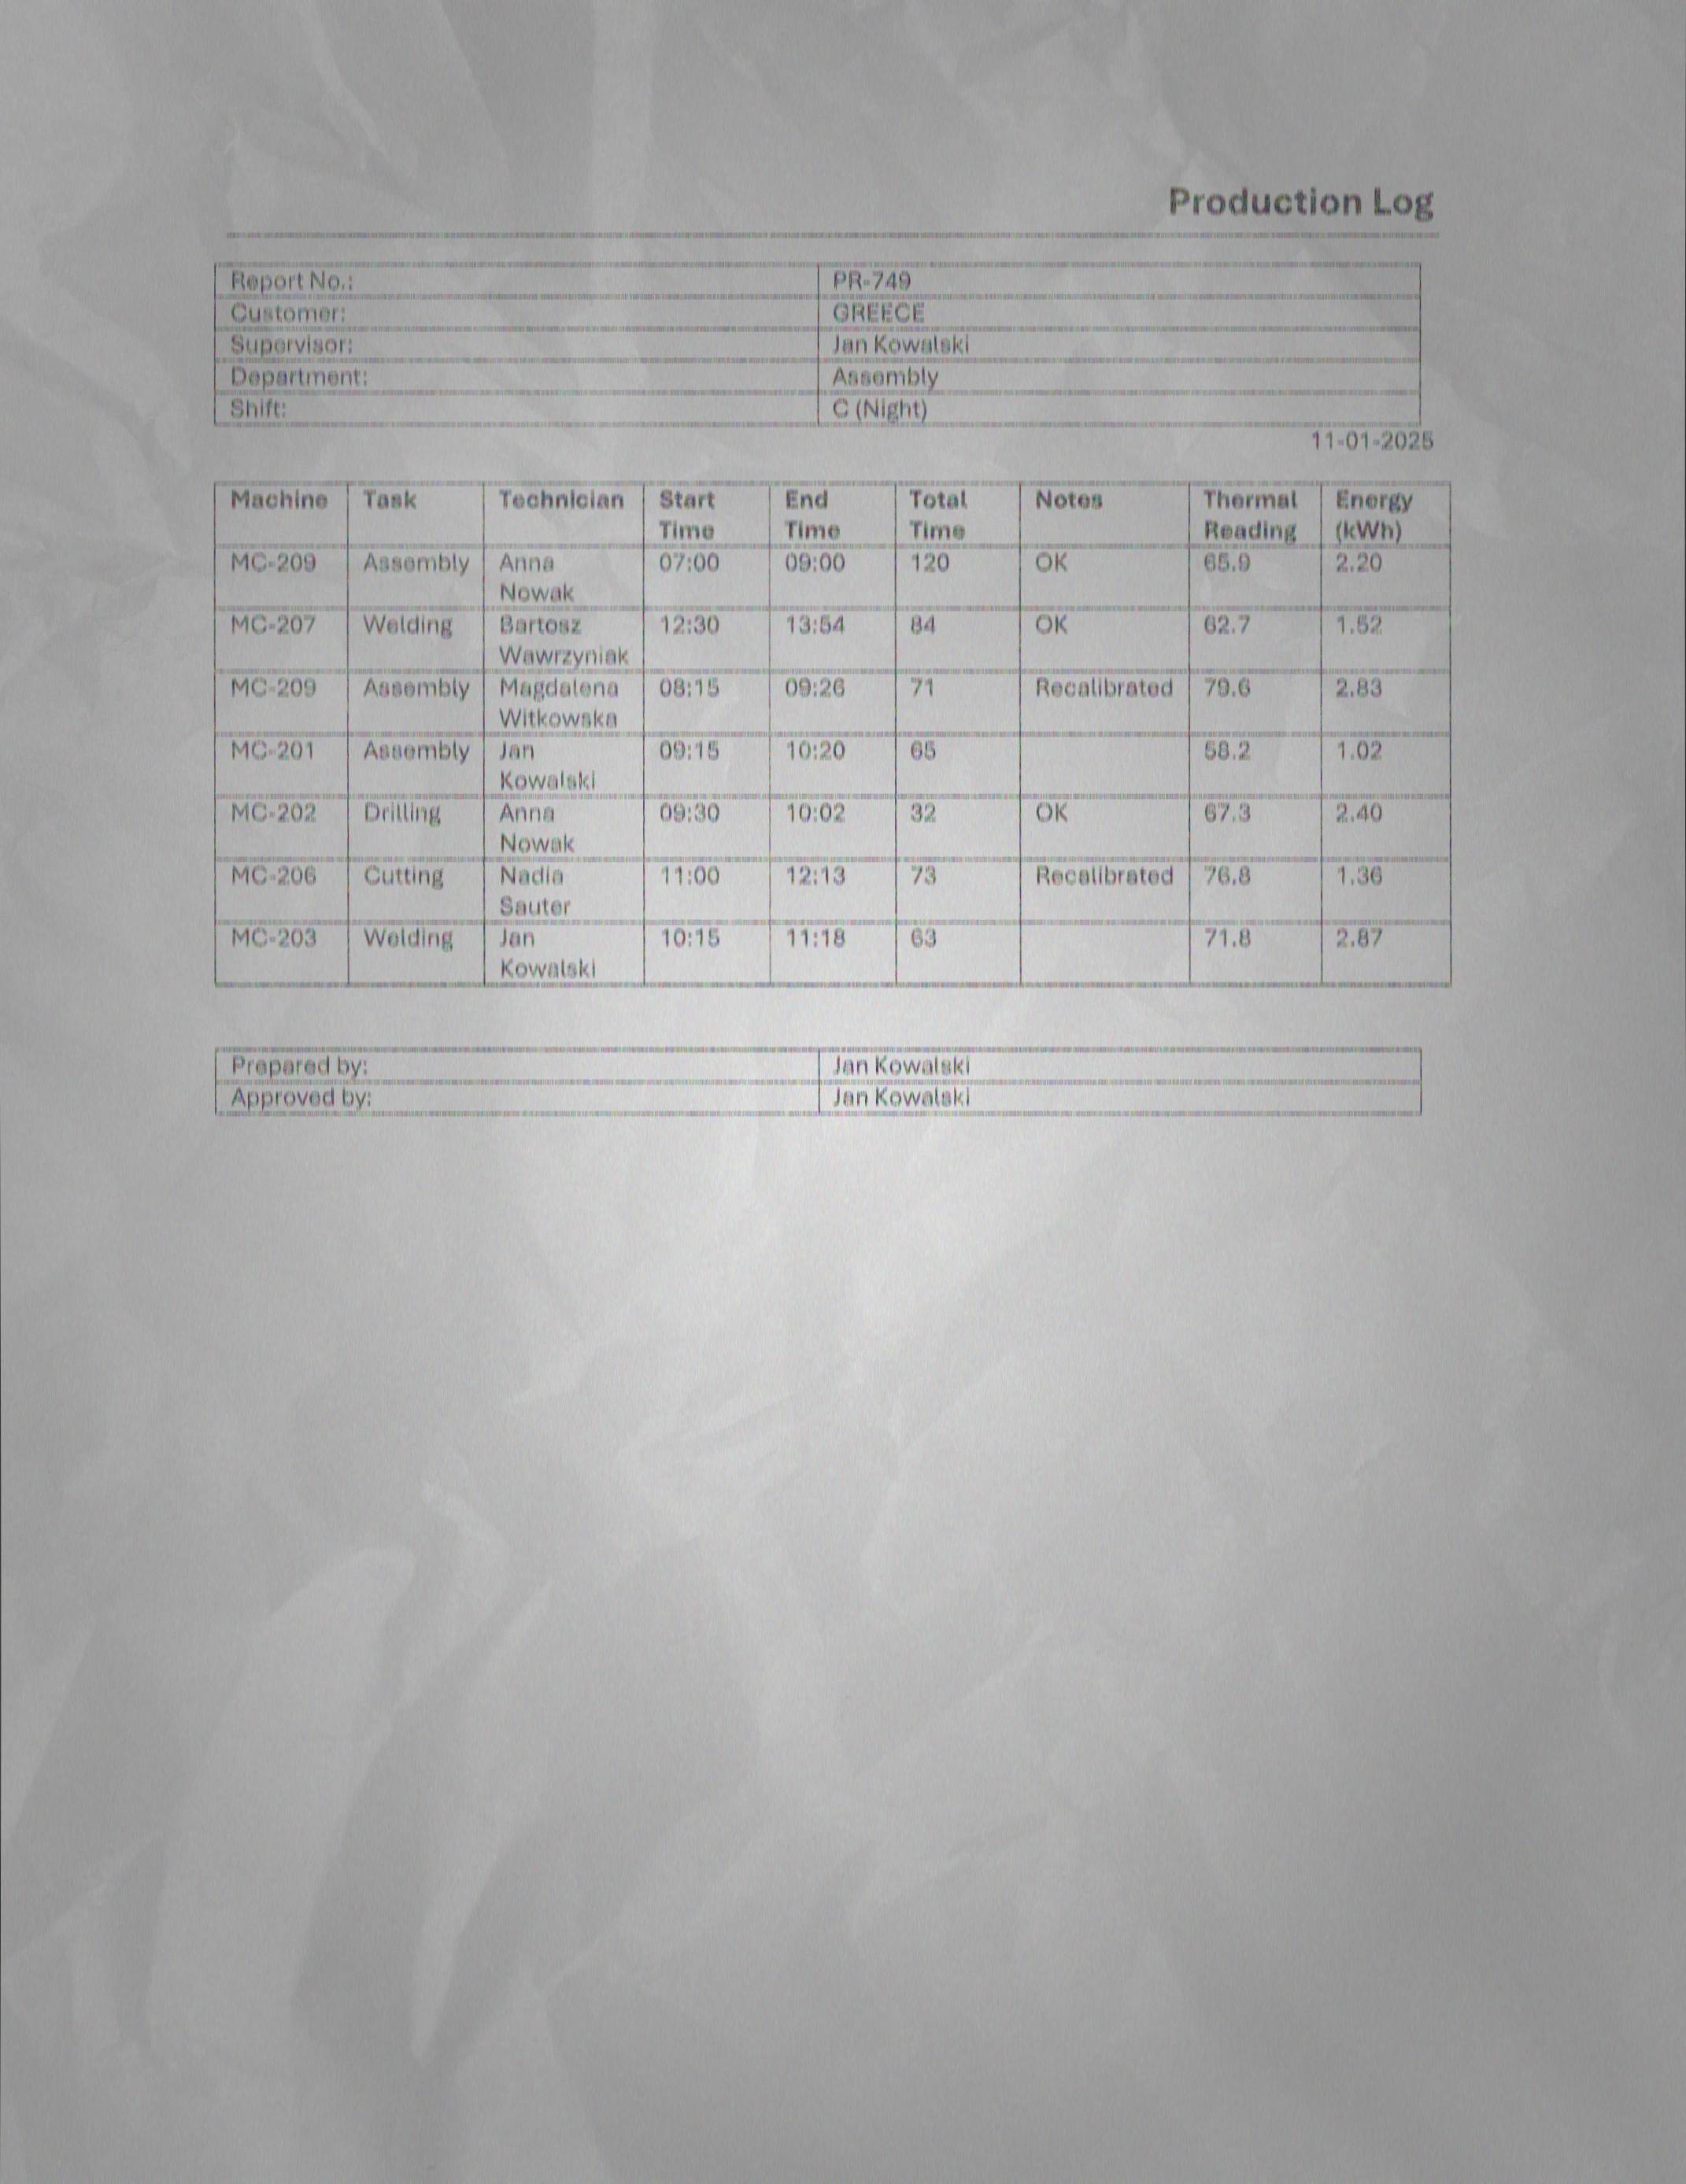 Production Log
Report No.: PR-749
Customer: GREECE
Supervisor: Jan Kowalski
Department: Assembly
Shift: C (Night)
11-01-2025
Machine Task Technician Start Time End Time Total Time Notes Thermal Reading Energy (kWh)
MC-209 Assembly Anna Nowak 07:00 09:00 120 OK 65.9 2.20
MC-207 Welding Bartosz Wawrzyniak 12:30 13:54 84 OK 62.7 1.52
MC-209 Assembly Magdalena Witkowska 08:15 09:26 71 Recalibrated 79.6 2.83
MC-201 Assembly Jan Kowalski 09:15 10:20 65 58.2 1.02
MC-202 Drilling Anna Nowak 09:30 10:02 32 OK 67.3 2.40
MC-206 Cutting Nadia Sauter 11:00 12:13 73 Recalibrated 76.8 1.36
MC-203 Welding Jan Kowalski 10:15 11:18 63 71.8 2.87
Prepared by: Jan Kowalski
Approved by: Jan Kowalski